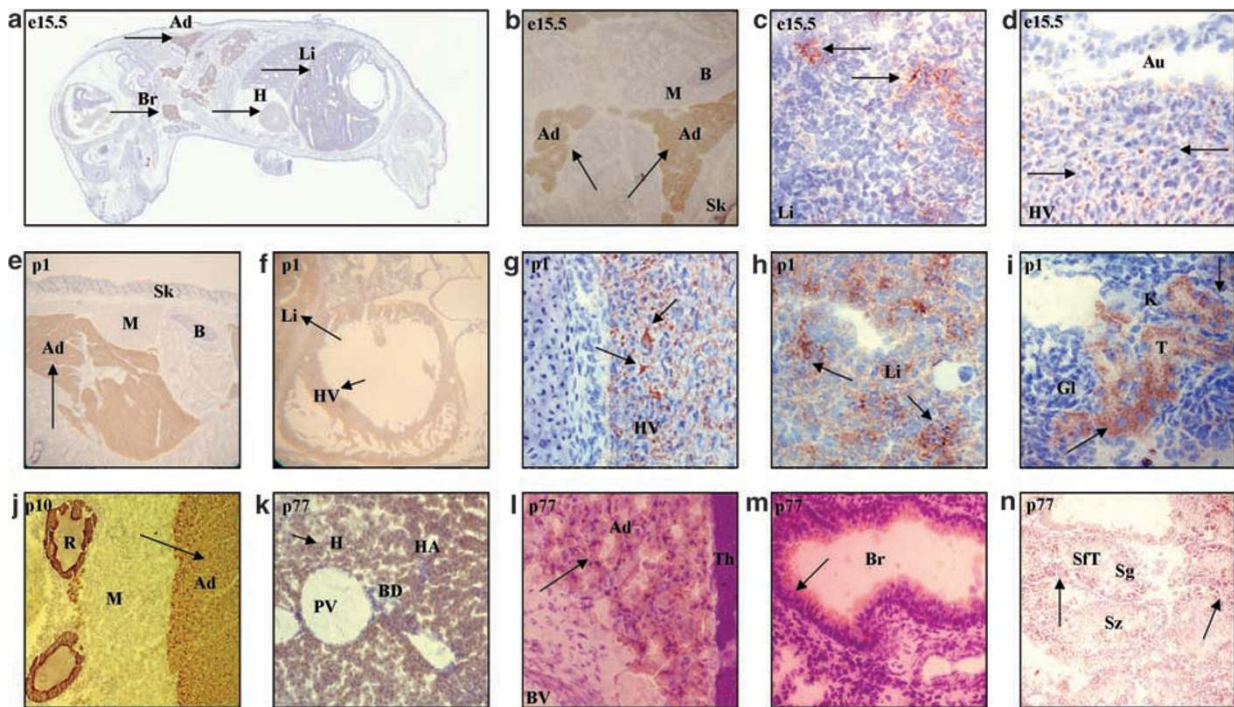 a
e15.5
Ad
Li
Br
H
b
e15.5
B
M
Ad
Ad
Sk
c
e15.5
Li
d
e15.5
Au
HV
e
p1
Sk
M
B
Ad
f
p1
Li
HV
g
p1
HV
h
p1
Li
i
p1
K
T
Gl
j
p10
R
M
Ad
k
p77
H
HA
BD
PV
l
p77
Ad
Th
BV
m
p77
Br
n
p77
SfT
Sg
Sz